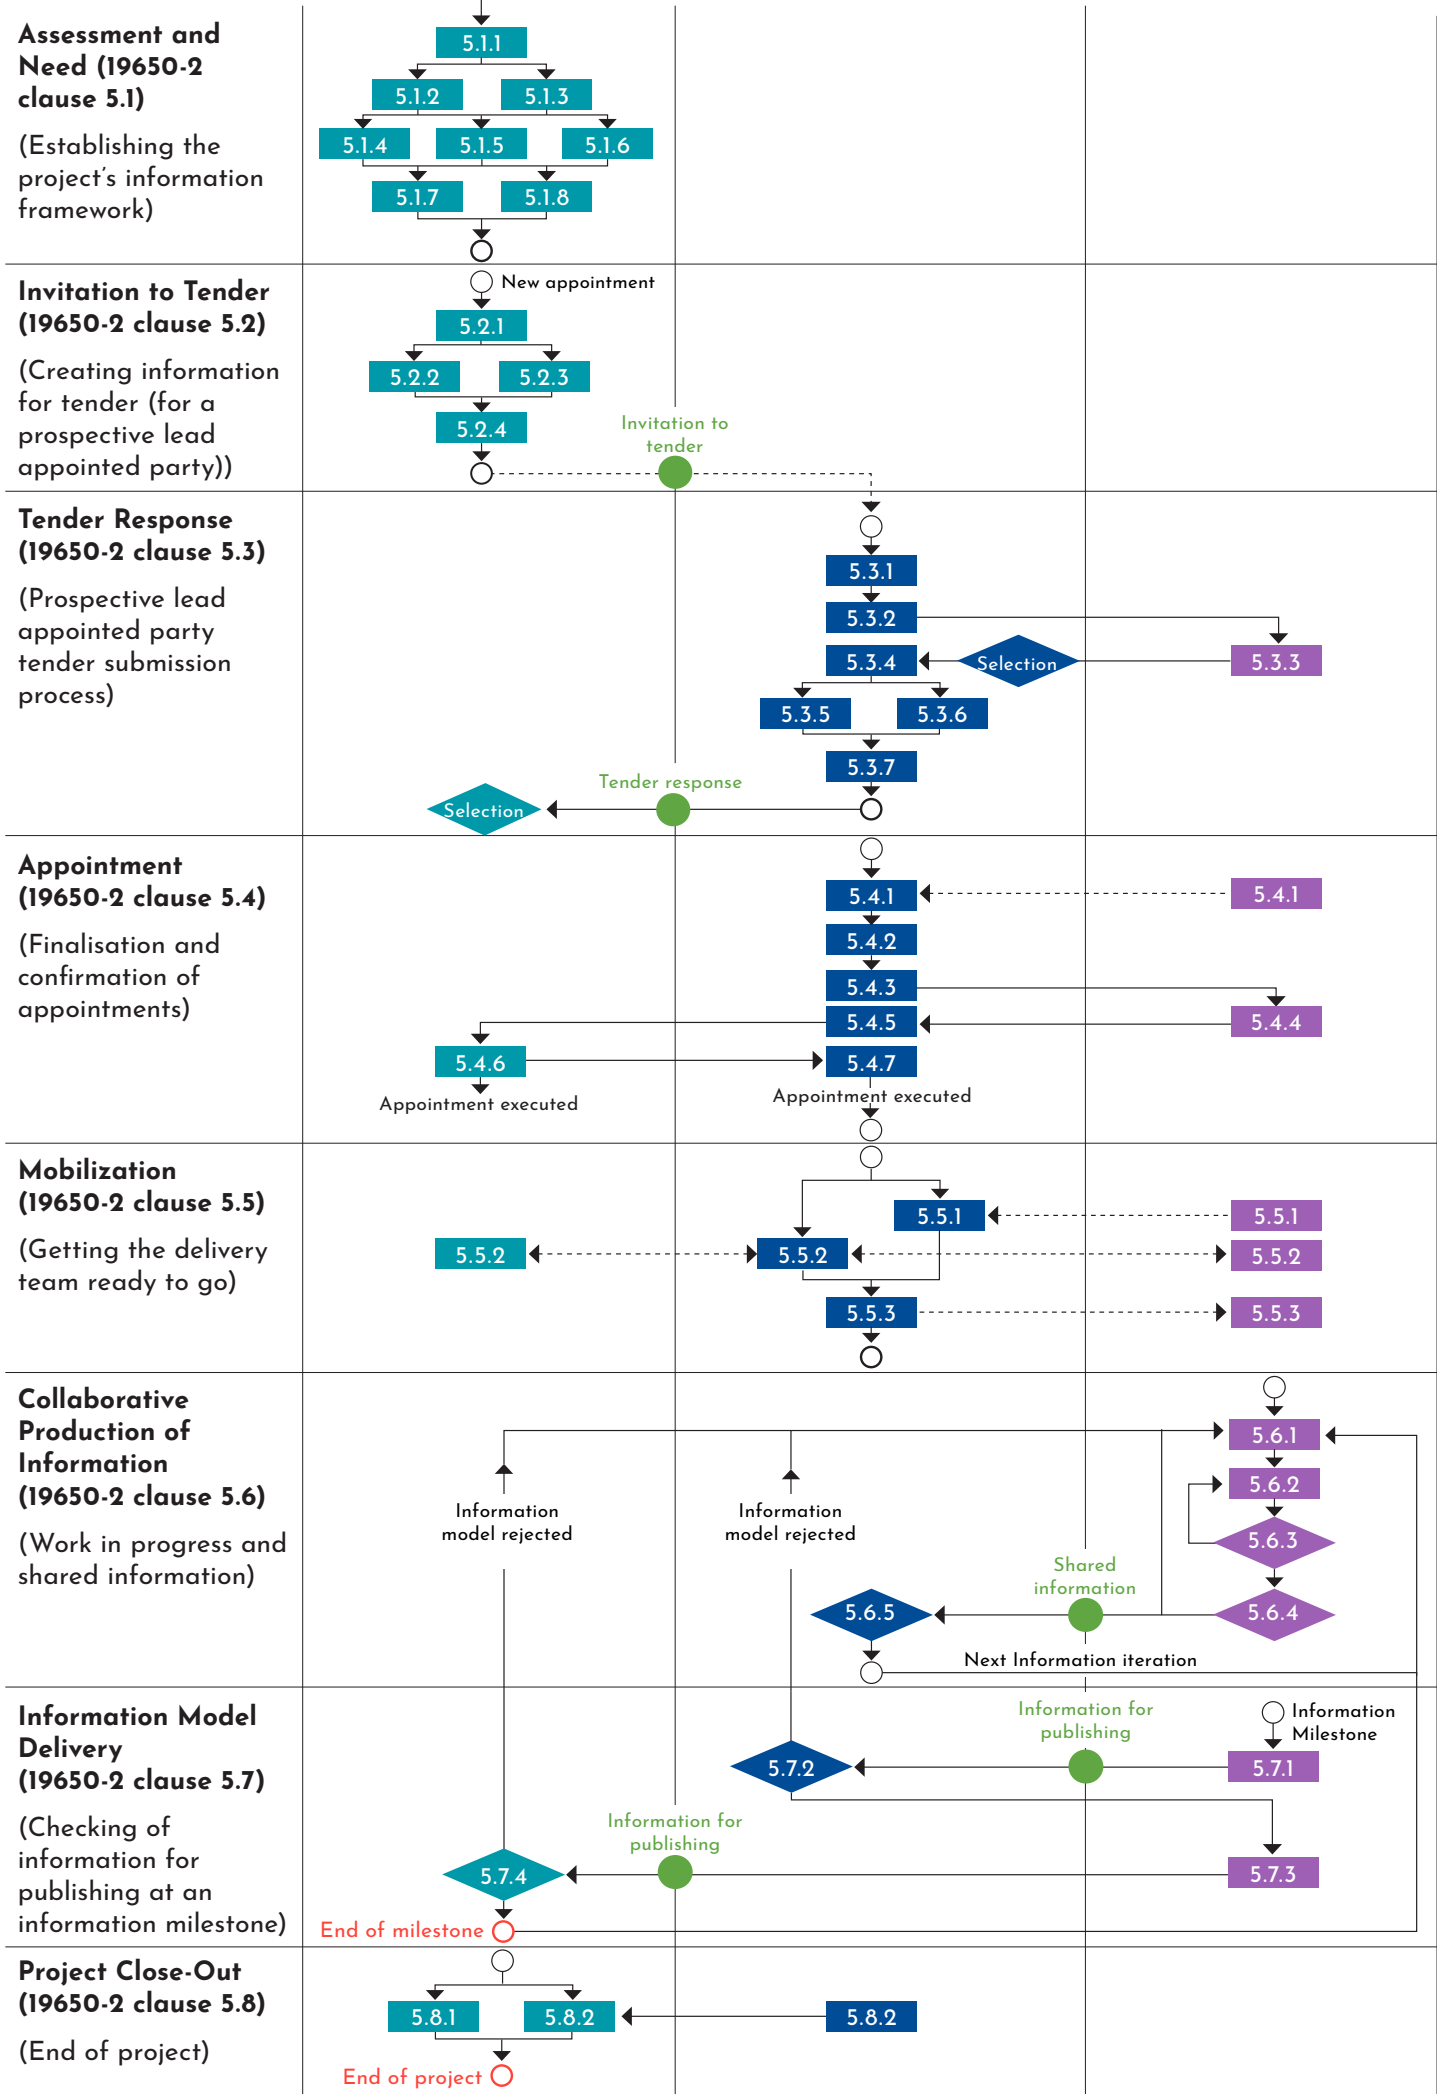 Assessment and
Need (19650-2
clause 5.1)
(Establishing the
project's information
framework)
5.1.1
5.1.2
5.1.3
5.1.4
5.1.5
5.1.6
5.1.7
5.1.8
Invitation to Tender
(19650-2 clause 5.2)
(Creating information
for tender (for a
prospective lead
appointed party))
New appointment
5.2.1
5.2.2
5.2.3
5.2.4
Invitation to
tender
Tender Response
(19650-2 clause 5.3)
(Prospective lead
appointed party
tender submission
process)
5.3.1
5.3.2
5.3.4
Selection
5.3.3
5.3.5
5.3.6
5.3.7
Tender response
Selection
Appointment
(19650-2 clause 5.4)
(Finalisation and
confirmation of
appointments)
5.4.1
5.4.1
5.4.2
5.4.3
5.4.5
5.4.4
5.4.6
5.4.7
Appointment executed
Appointment executed
Mobilization
(19650-2 clause 5.5)
(Getting the delivery
team ready to go)
5.5.1
5.5.1
5.5.2
5.5.2
5.5.2
5.5.3
5.5.3
Collaborative
Production of
Information
(19650-2 clause 5.6)
(Work in progress and
shared information)
5.6.1
5.6.2
Information
model rejected
Information
model rejected
5.6.3
Shared
information
5.6.5
5.6.4
Next Information iteration
Information Model
Delivery
(19650-2 clause 5.7)
(Checking of
information for
publishing at an
information milestone)
Information for
publishing
Information
Milestone
5.7.2
5.7.1
Information for
publishing
5.7.4
5.7.3
End of milestone
Project Close-Out
(19650-2 clause 5.8)
(End of project)
5.8.1
5.8.2
5.8.2
End of project